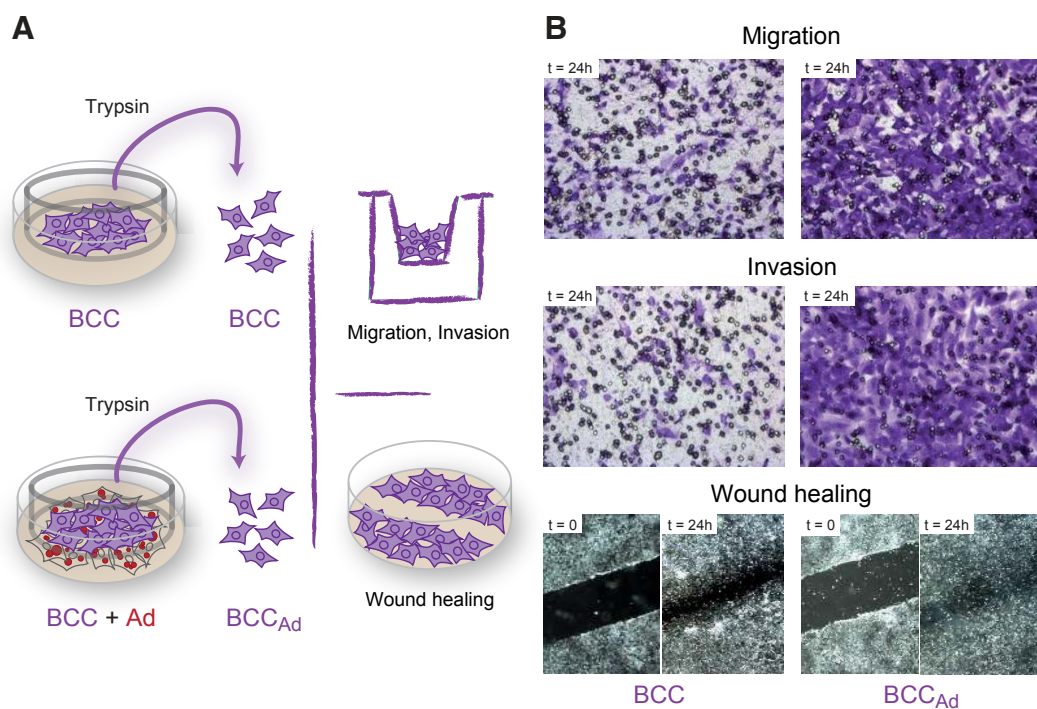 A
Trypsin
BCC
BCC
Migration, Invasion
Trypsin
BCC + Ad
BCCAd
Wound healing
B
Migration
t = 24h
t = 24h
Invasion
t = 24h
t = 24h
Wound healing
t = 0
t = 24h
t = 0
t = 24h
BCC
BCCAd